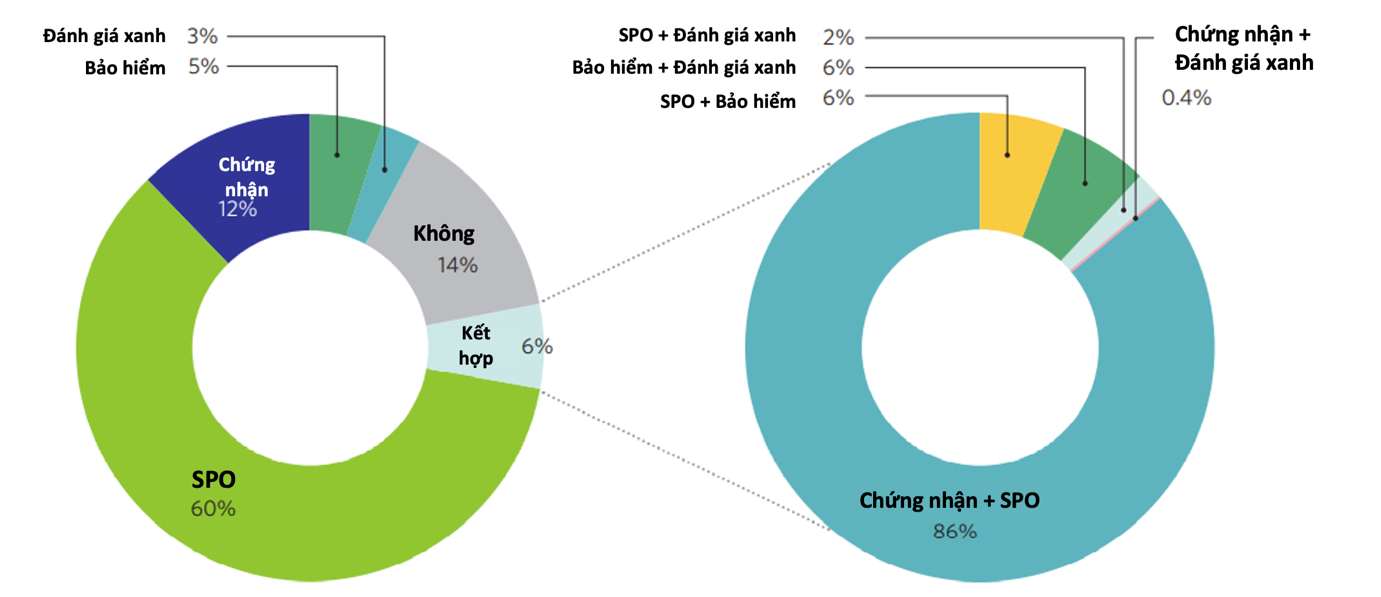 Đánh giá xanh 3%
Bảo hiểm 5%
Chứng
nhận
12%
Không
14%
Kết
hợp
6%
SPO
60%
SPO + Đánh giá xanh 2%
Bảo hiểm + Đánh giá xanh 6%
SPO + Bảo hiểm 6%
Chứng nhận +
Đánh giá xanh
0.4%
Chứng nhận + SPO
86%